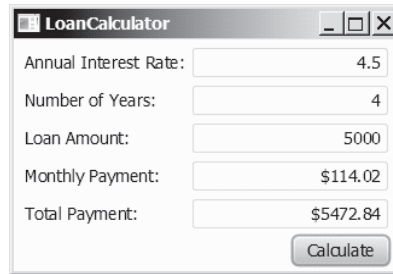 LoanCalculator
Annual Interest Rate: 4.5
Number of Years: 4
Loan Amount: 5000
Monthly Payment: $114.02
Total Payment: $5472.84
Calculate